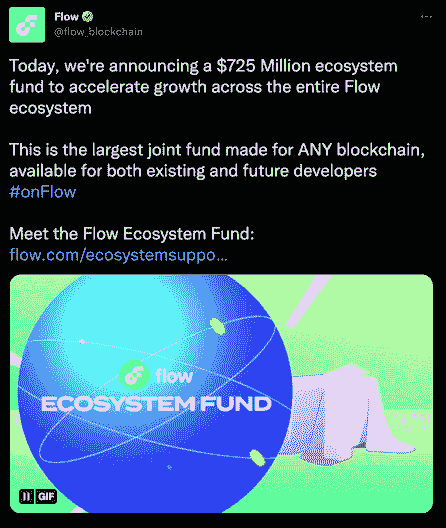 Flow
@flow_blockchain
Today, we're announcing a $725 Million ecosystem
fund to accelerate growth across the entire Flow
ecosystem
This is the largest joint fund made for ANY blockchain,
available for both existing and future developers
#onFlow
Meet the Flow Ecosystem Fund:
flow.com/ecosystemsuppo...
flow
ECOSYSTEM FUND
GIF